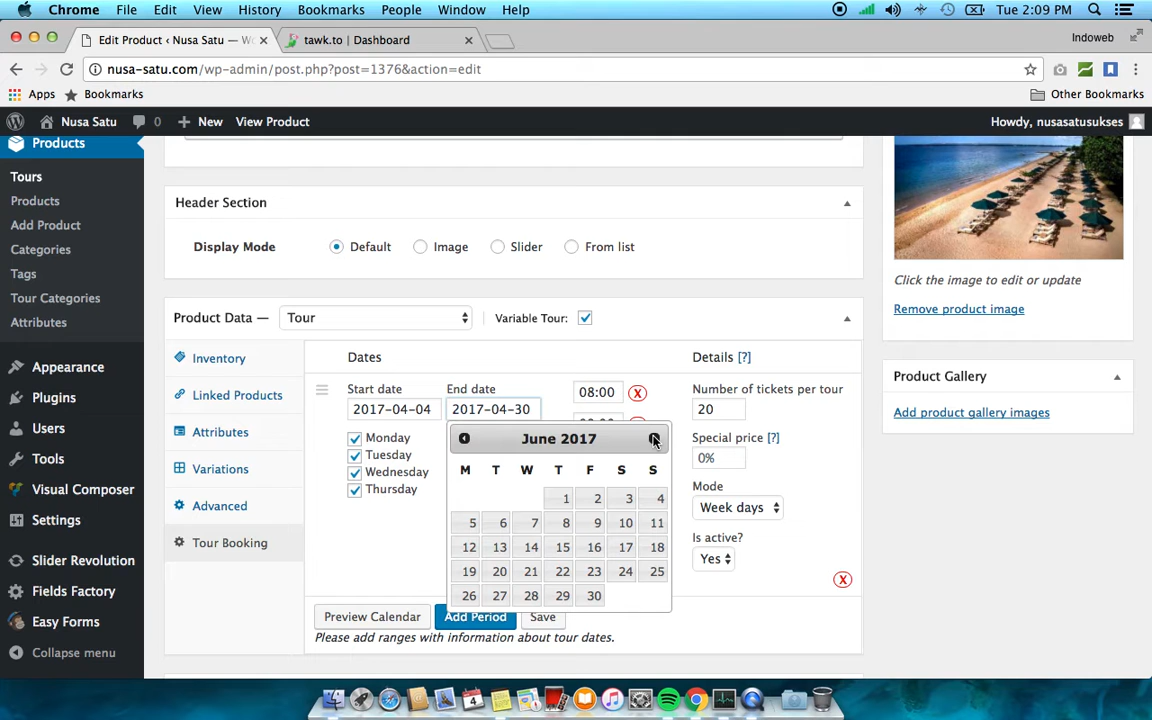 Chrome File Edit View History Bookmarks People Window Help Tue 2:09 PM
Edit Product ‹ Nusa Satu — W tawk.to | Dashboard Indoweb
nusa-satu.com/wp-admin/post.php?post=1376&action=edit
Apps Bookmarks Other Bookmarks
Nusa Satu 0 New View Product Howdy, nusasatusukses
Products
Tours
Products
Add Product
Categories
Tags
Tour Categories
Attributes
Appearance
Plugins
Users
Tools
Visual Composer
Settings
Slider Revolution
Fields Factory
Easy Forms
Collapse menu
Header Section
Display Mode Default Image Slider From list
Product Data — Tour Variable Tour:
Inventory
Linked Products
Attributes
Variations
Advanced
Tour Booking
Dates
Start date End date
2017-04-04 2017-04-30 08:00 X
Monday
Tuesday
Wednesday
Thursday
June 2017
M T W T F S S
1 2 3 4
5 6 7 8 9 10 11
12 13 14 15 16 17 18
19 20 21 22 23 24 25
26 27 28 29 30
Details [?]
Number of tickets per tour
20
Special price [?]
0%
Mode
Week days
Is active?
Yes
X
Preview Calendar Add Period Save
Please add ranges with information about tour dates.
Click the image to edit or update
Remove product image
Product Gallery
Add product gallery images
4